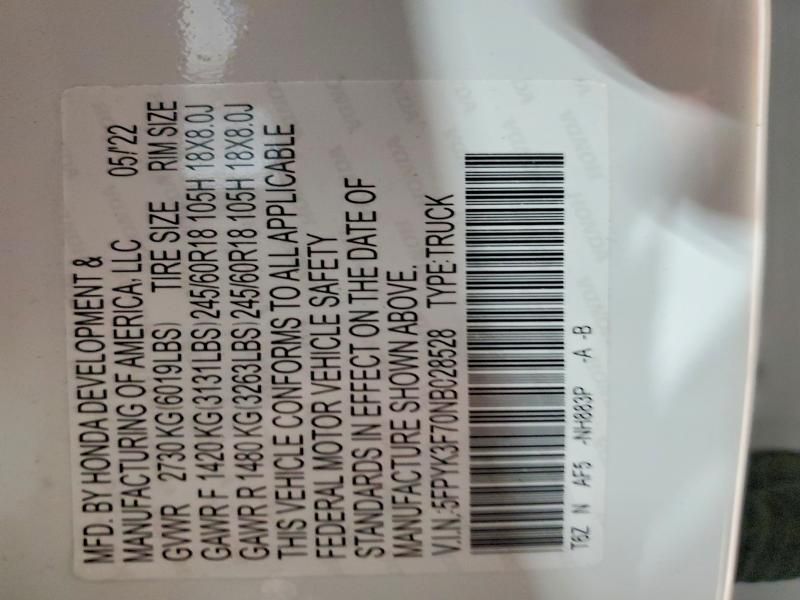 MFD. BY HONDA DEVELOPMENT &
MANUFACTURING OF AMERICA, LLC 05/'22
GVWR 2730 KG (6019LBS) TIRE SIZE RIM SIZE
GAWR F 1420 KG (3131LBS) 245/60R18 105H 18X8.0J
GAWR R 1480 KG (3263LBS) 245/60R18 105H 18X8.0J
THIS VEHICLE CONFORMS TO ALL APPLICABLE
FEDERAL MOTOR VEHICLE SAFETY
STANDARDS IN EFFECT ON THE DATE OF
MANUFACTURE SHOWN ABOVE.
V.I.N.:5FPYK3F70NB028528 TYPE:TRUCK
T6Z N AF5 -NH883P -A -B